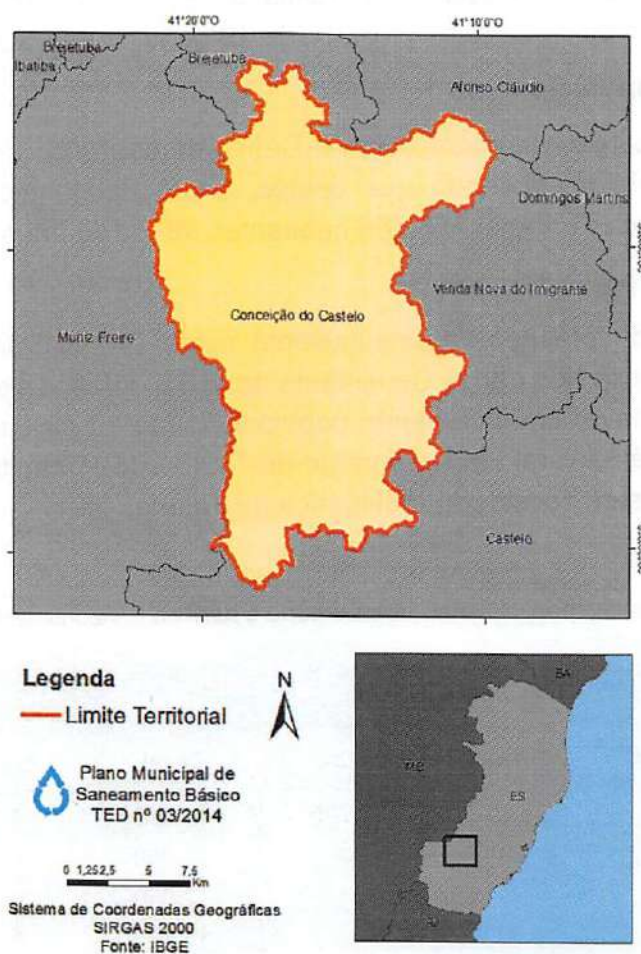 41°20'0"O 41°10'0"O
Brejetuba
Ibatiba
Brejetuba
Afonso Cláudio
Domingos Martins
Venda Nova do Imigrante
Conceição do Castelo
Muniz Freire
Castelo
Legenda
Limite Territorial
N
Plano Municipal de
Saneamento Básico
TED nº 03/2014
0 1,252,5 5 7,5
Km
Sistema de Coordenadas Geográficas
SIRGAS 2000
Fonte: IBGE
BA
MG
ES